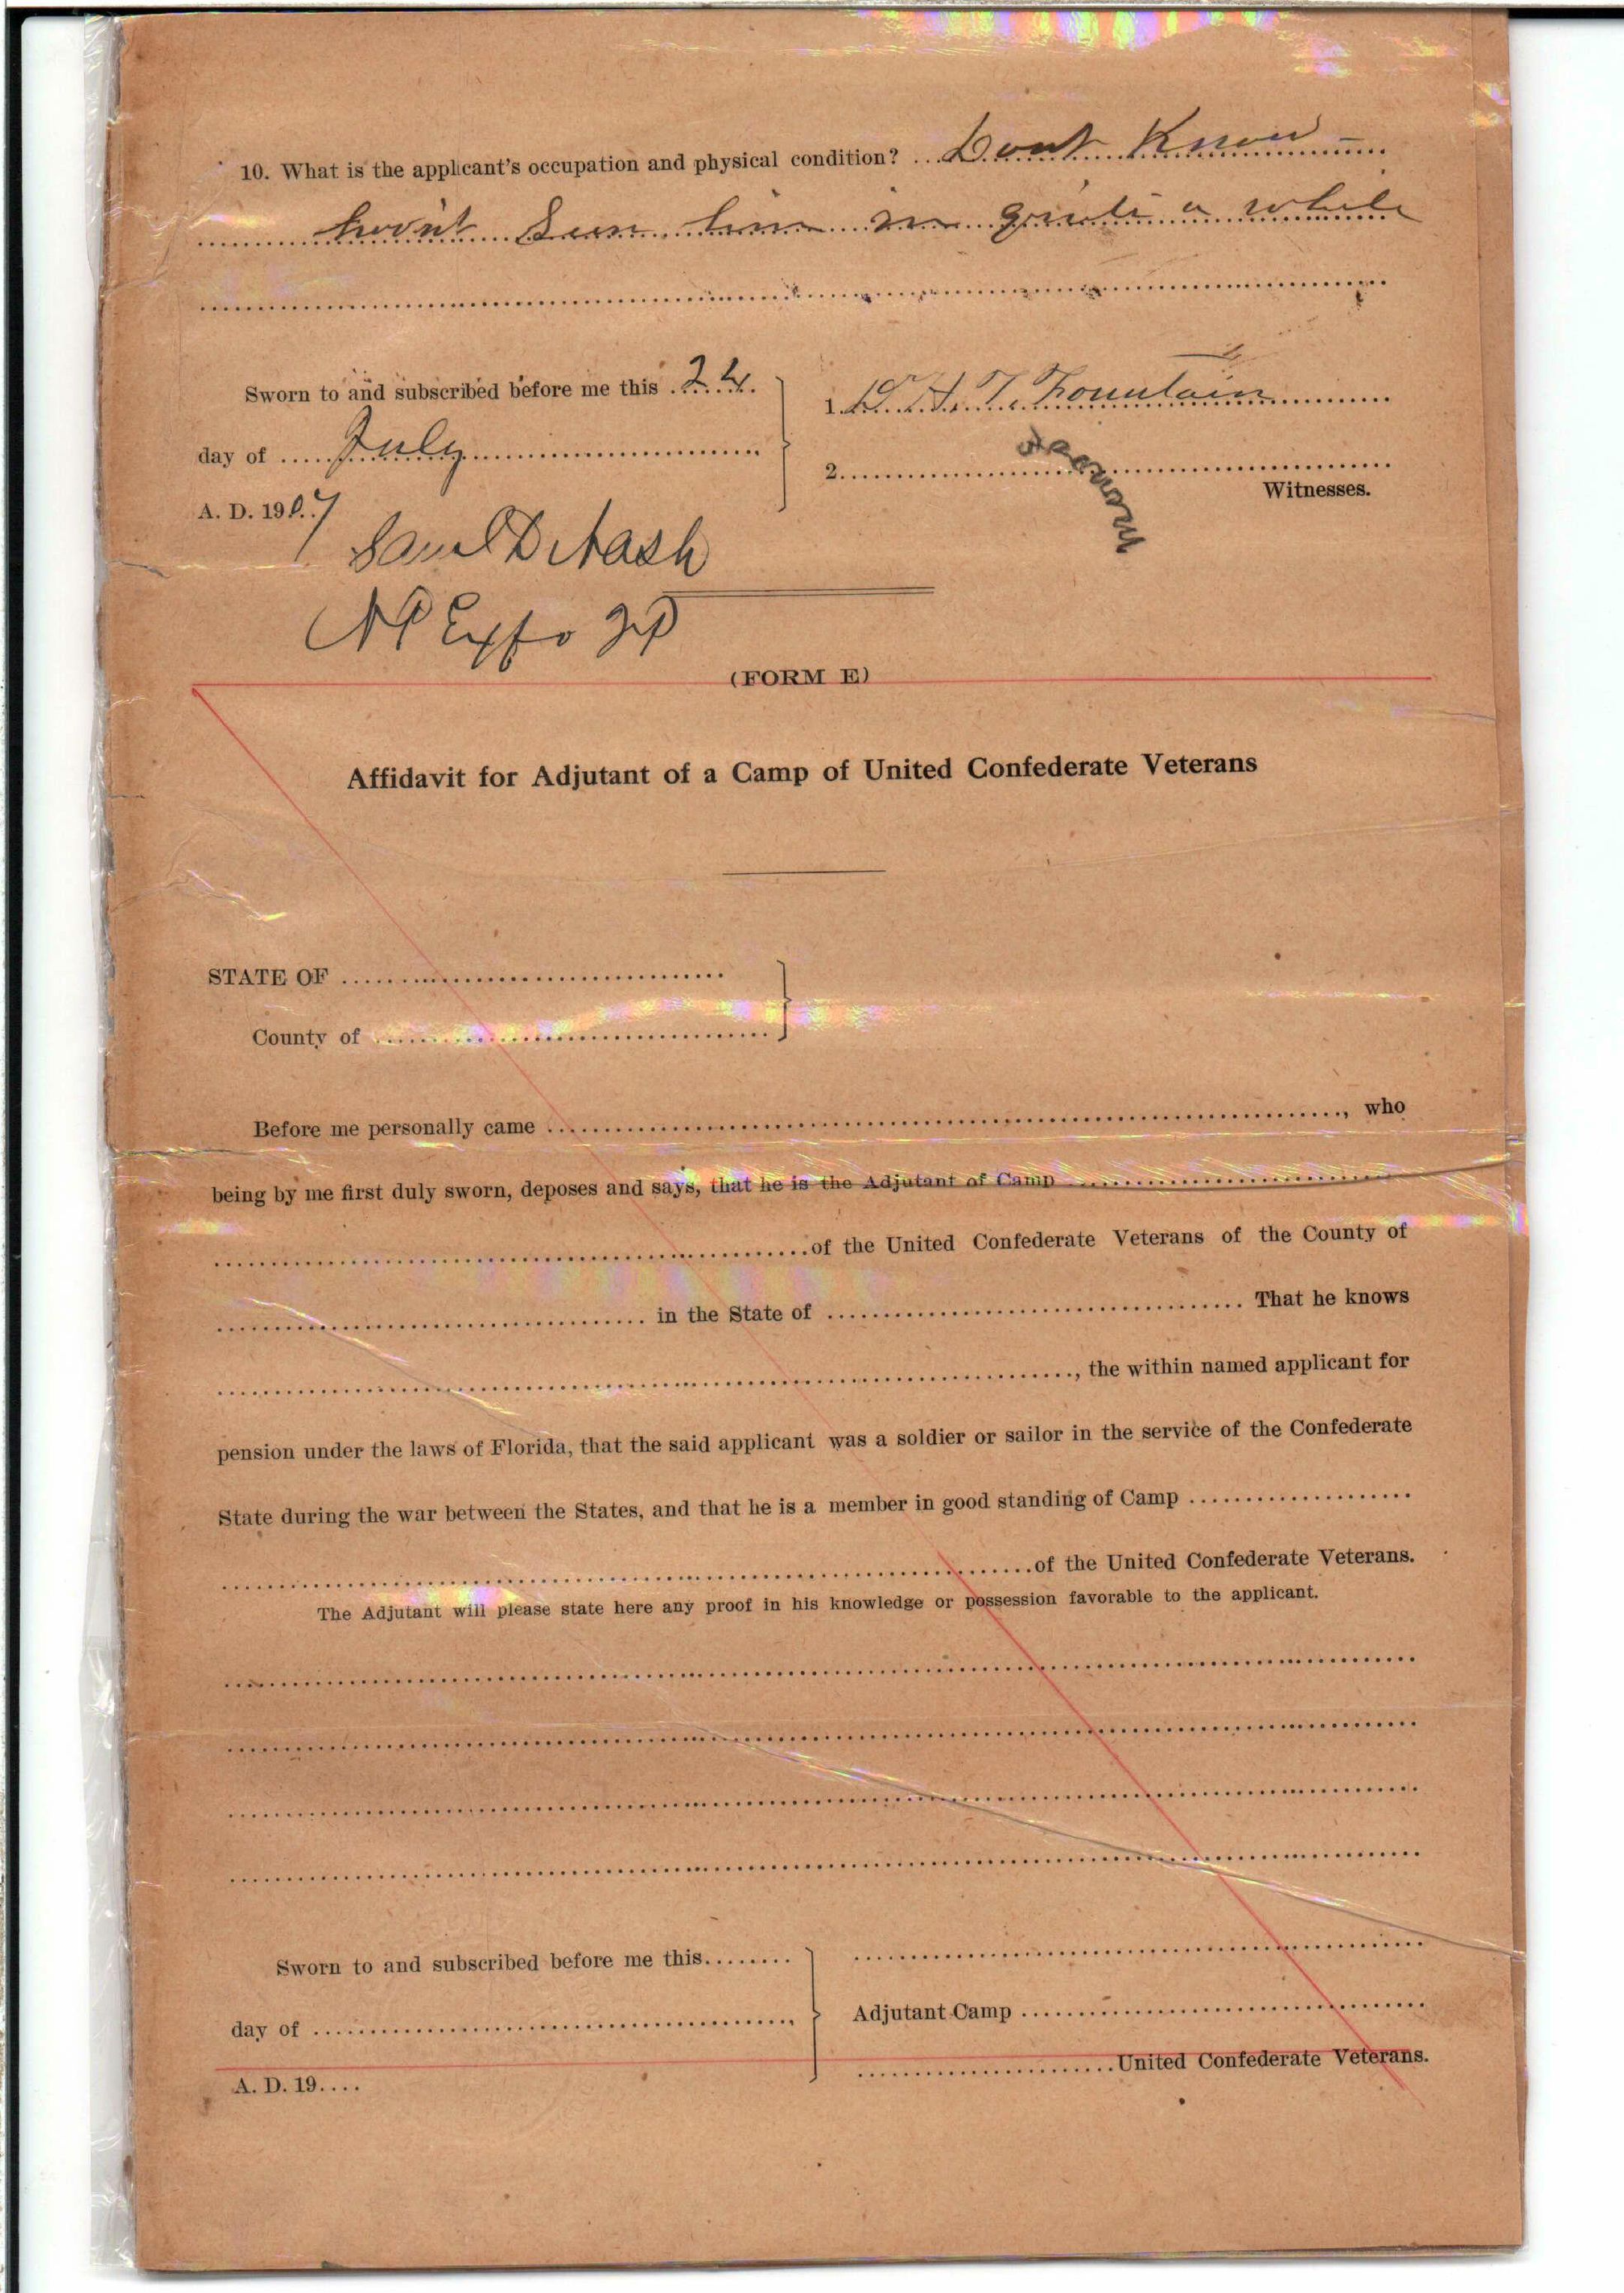 10. What is the applicant's occupation and physical condition? Dont Know
havnt Seen him in quite a while
Sworn to and subscribed before me this 24
day of July
A. D. 1907
1. W. H. T. Fountain
2.
Witnesses.
Saml D Nash
NP Exfo JP
(FORM E)
Affidavit for Adjutant of a Camp of United Confederate Veterans
STATE OF
County of
Before me personally came , who
being by me first duly sworn, deposes and says, that he is the Adjutant of Camp
of the United Confederate Veterans of the County of
in the State of That he knows
, the within named applicant for
pension under the laws of Florida, that the said applicant was a soldier or sailor in the service of the Confederate
State during the war between the States, and that he is a member in good standing of Camp
of the United Confederate Veterans.
The Adjutant will please state here any proof in his knowledge or possession favorable to the applicant.
Sworn to and subscribed before me this
day of
A. D. 19
Adjutant Camp
United Confederate Veterans.